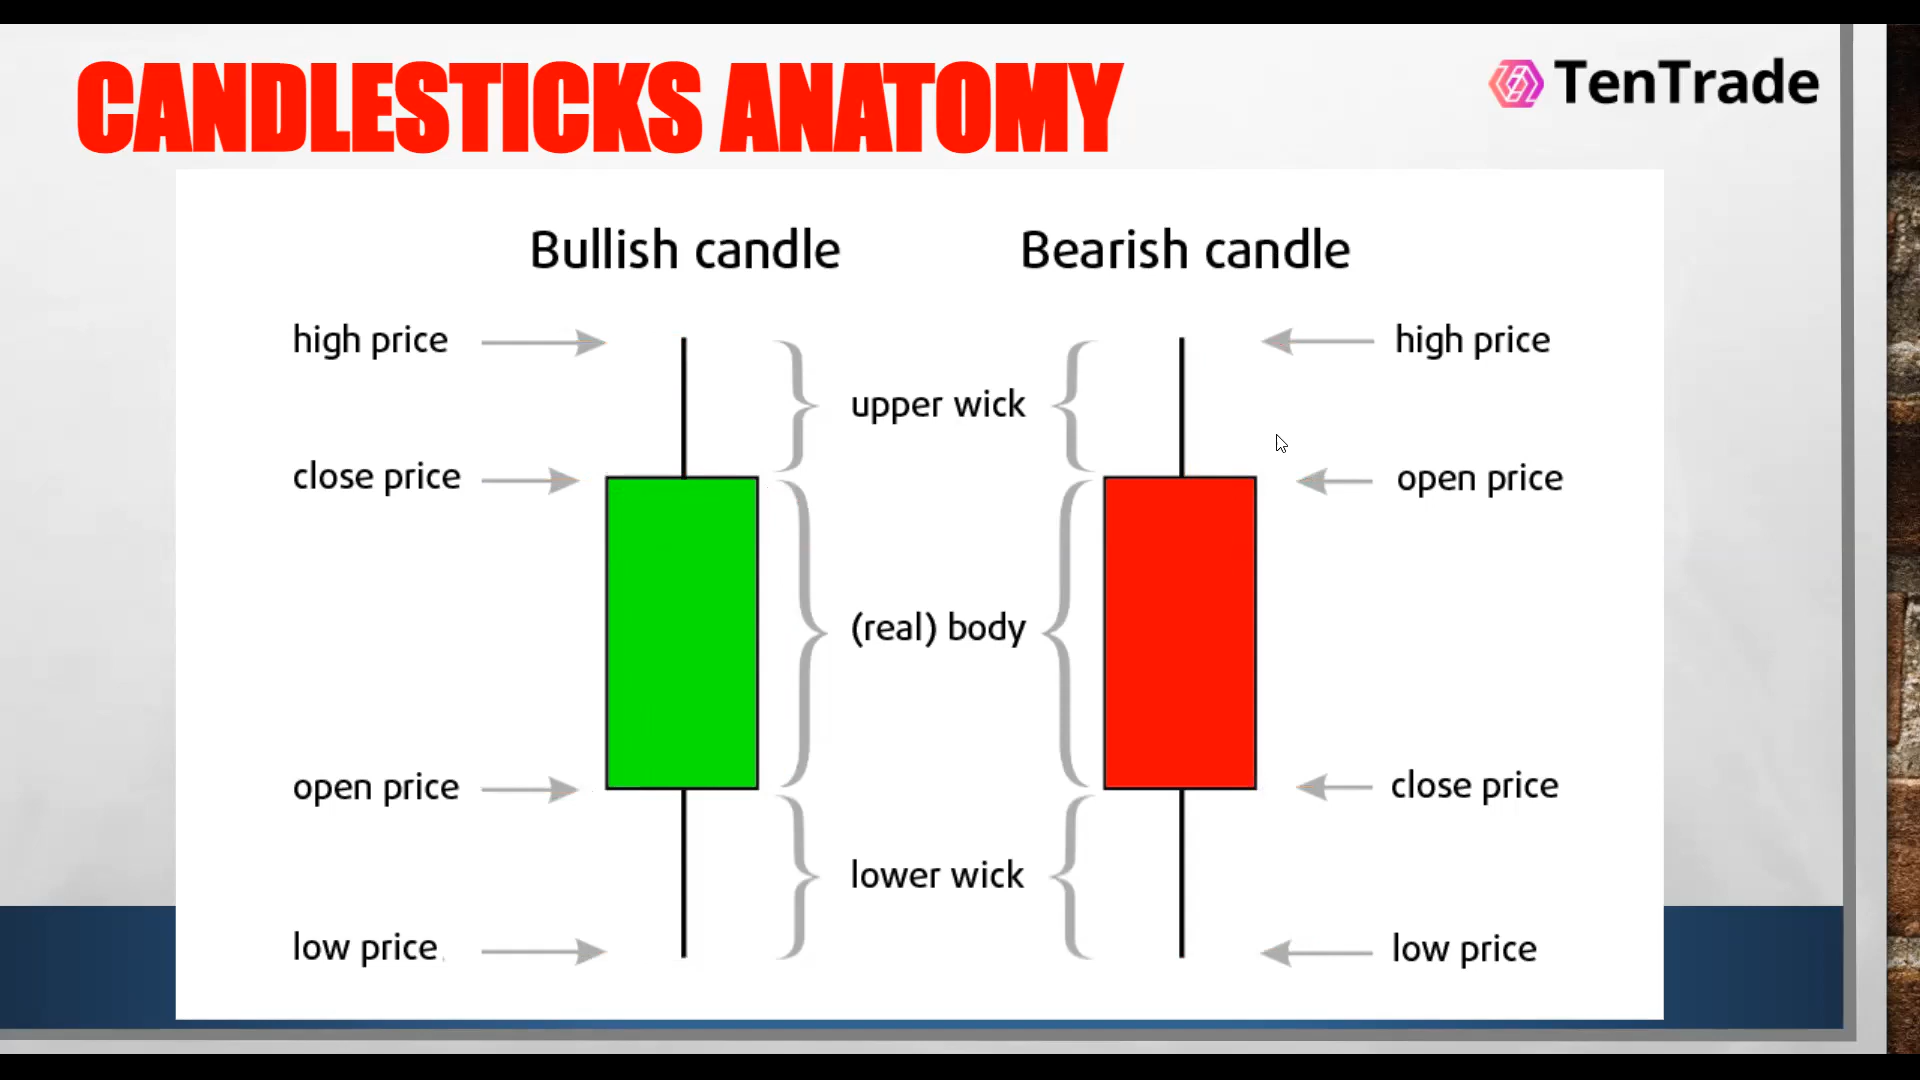 CANDLESTICKS ANATOMY
TenTrade
Bullish candle
Bearish candle
high price
high price
upper wick
close price
open price
(real) body
open price
close price
lower wick
low price
low price